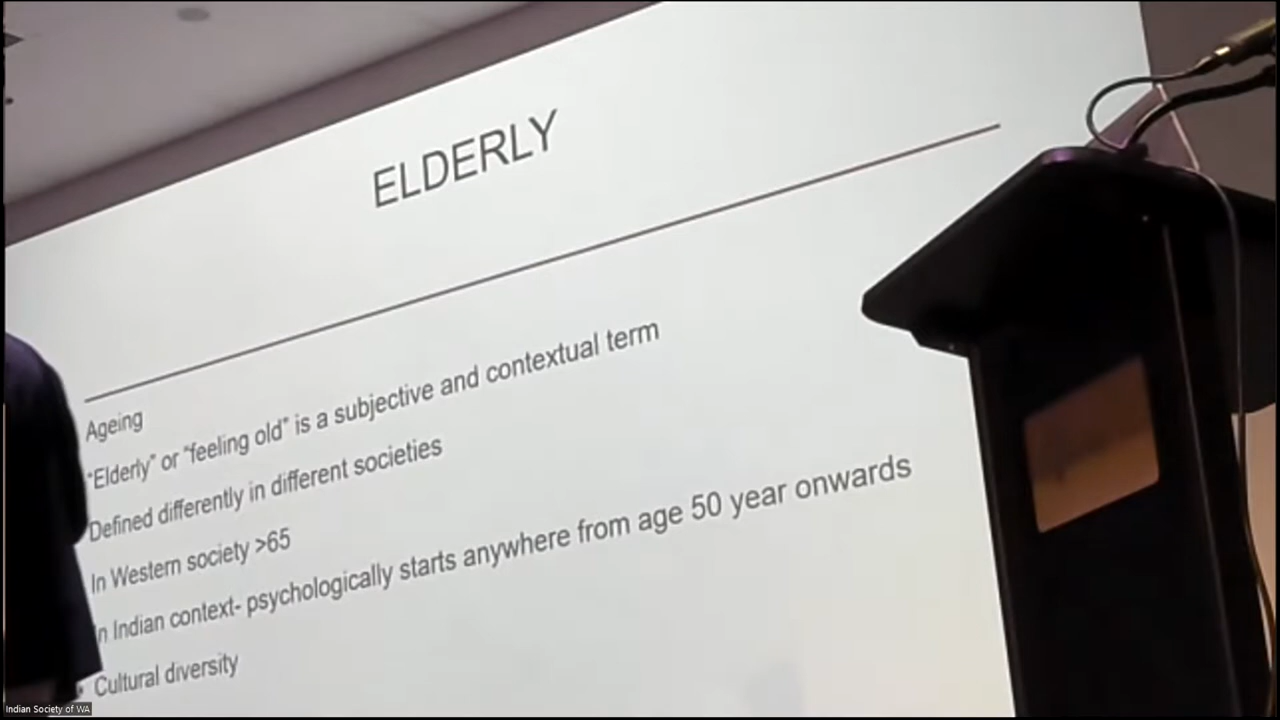 ELDERLY
Ageing
“Elderly” or “feeling old” is a subjective and contextual term
Defined differently in different societies
In Western society >65
In Indian context- psychologically starts anywhere from age 50 year onwards
• Cultural diversity
Indian Society of WA